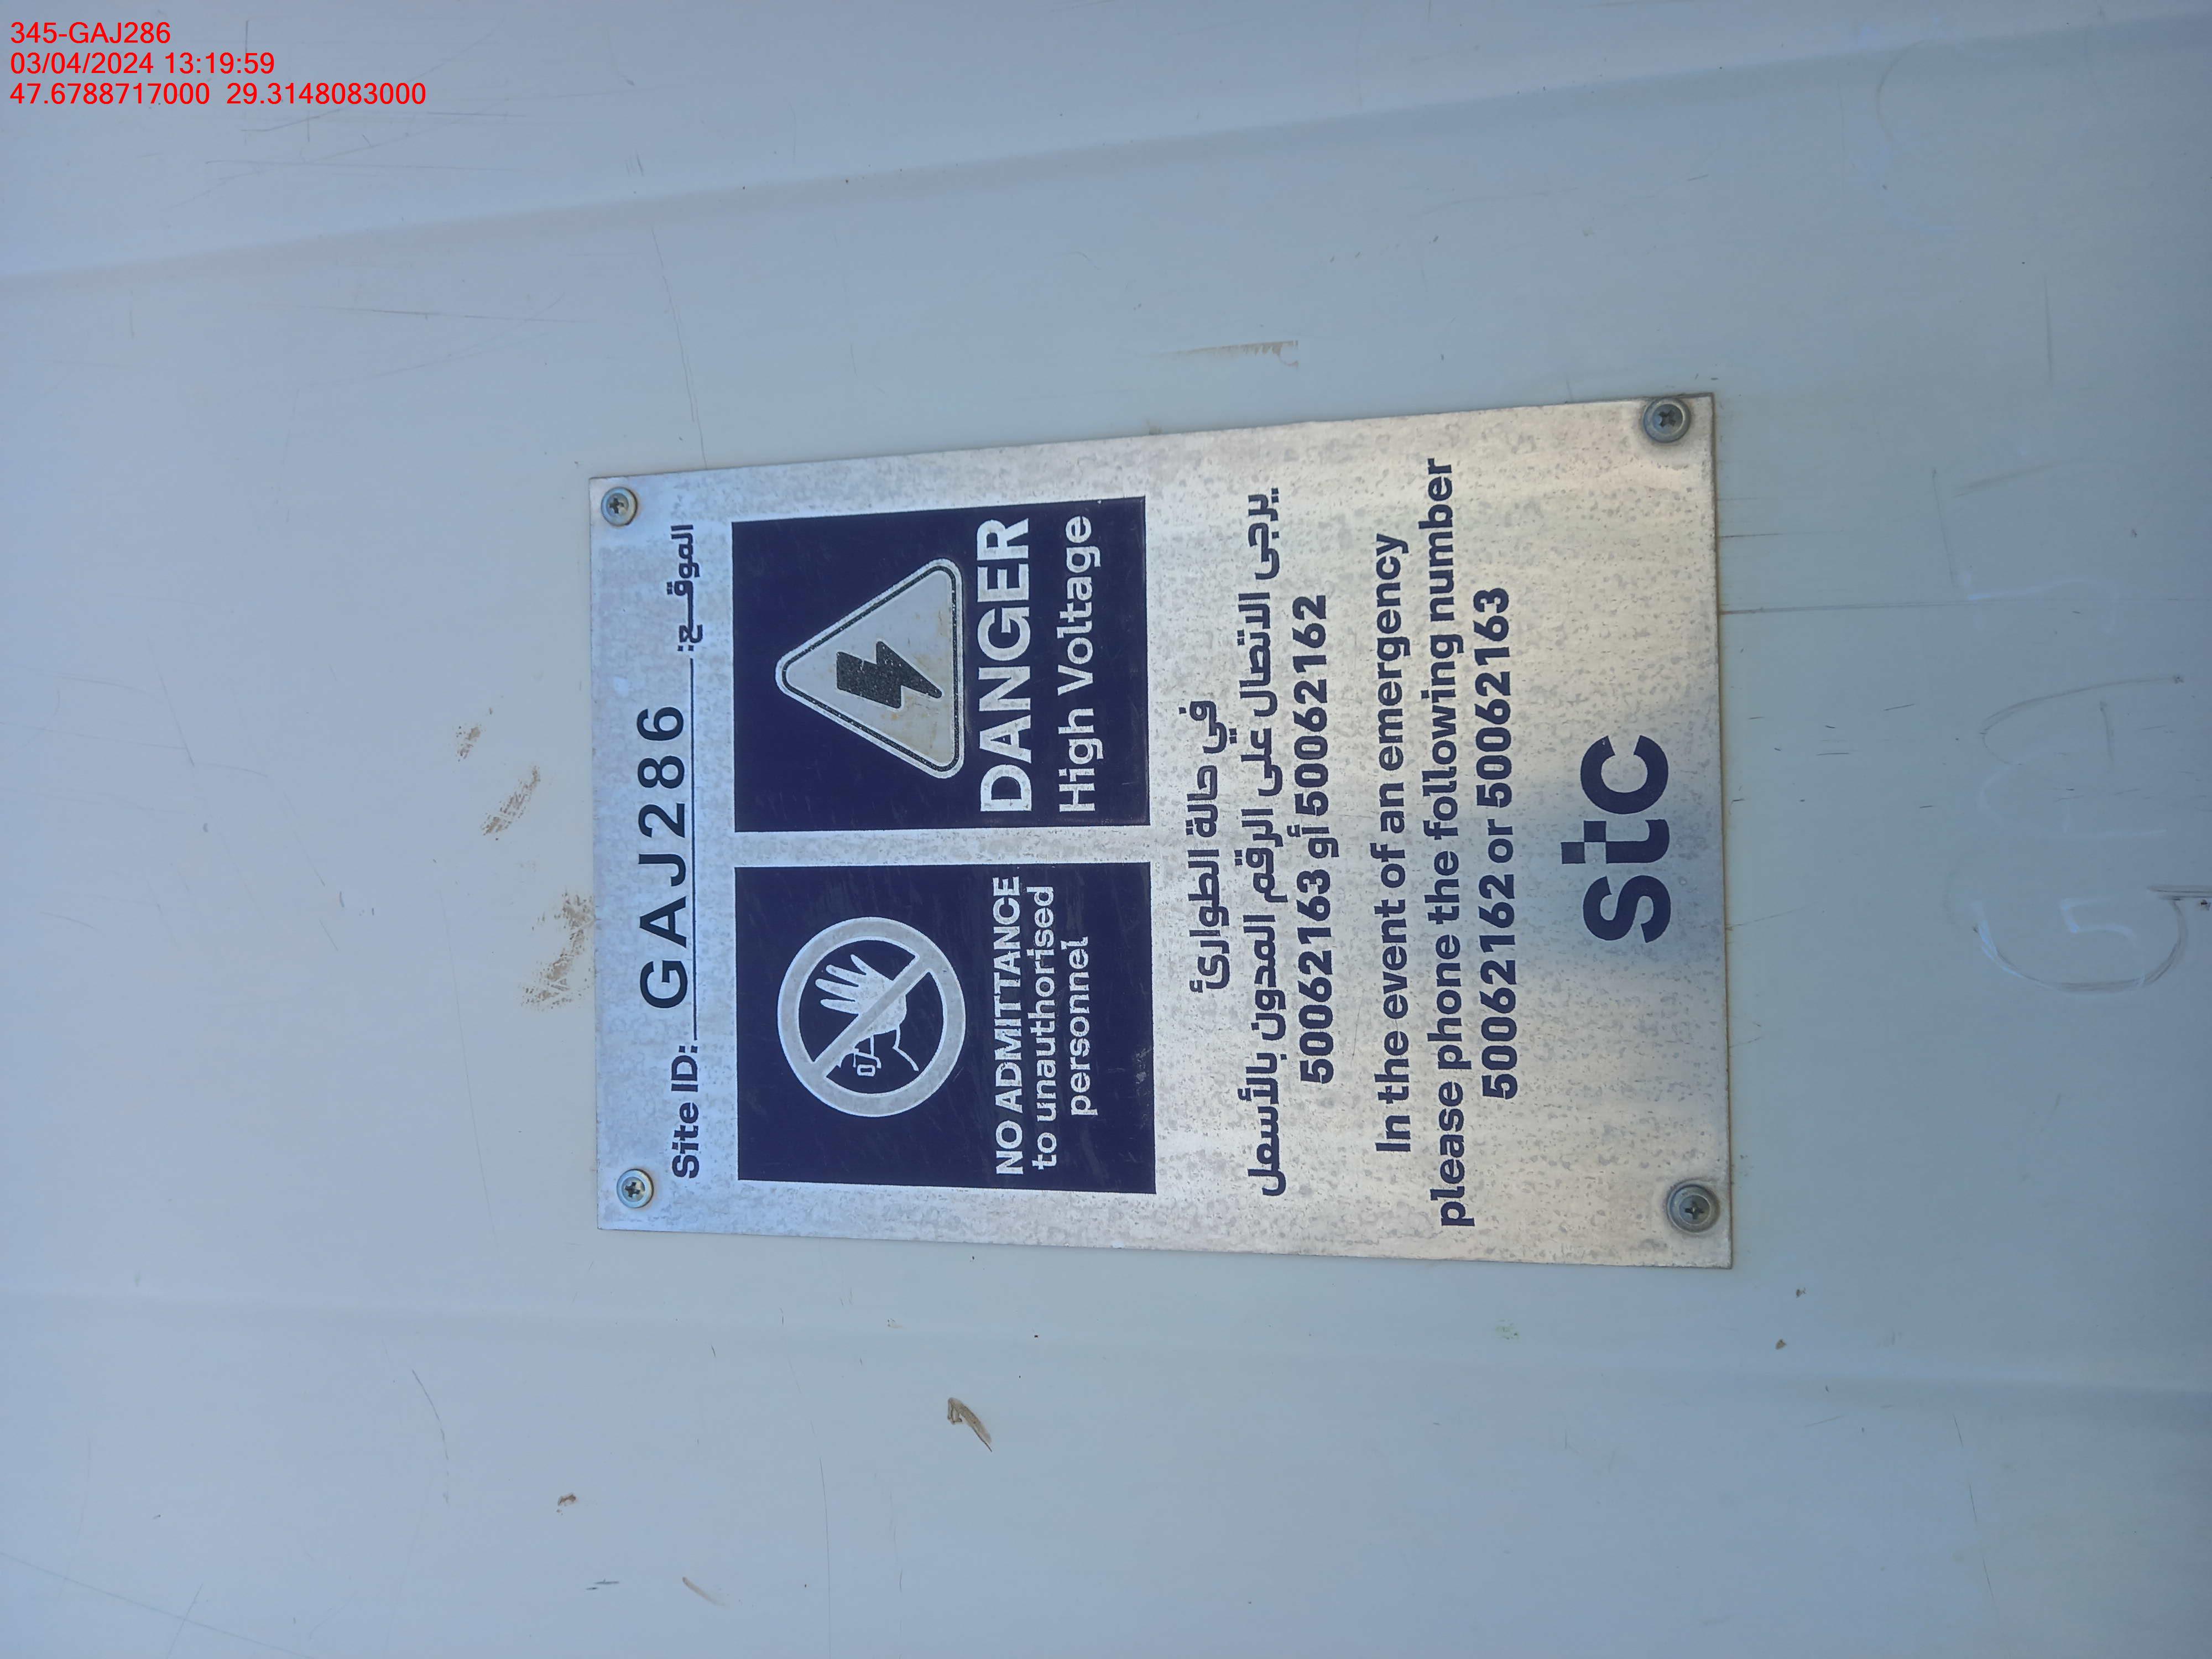 345-GAJ286
03/04/2024 13:19:59
47.6788717000 29.3148083000
Site ID: GAJ286 الموقـــع:
NO ADMITTANCE
to unauthorised
personnel
DANGER
High Voltage
في حالة الطوارئ
يرجى الاتصال على الرقم المدون بالأسفل
50062162 أو 50062163
In the event of an emergency
please phone the following number
50062162 or 50062163
stc